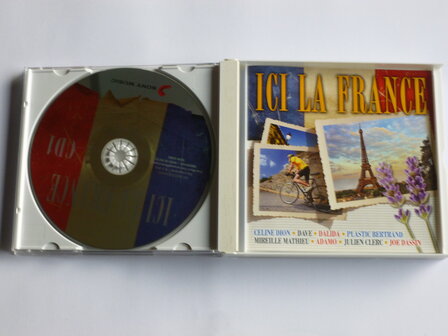 SONY MUSIC
CD1
ICI
ICI LA FRANCE
CELINE DION • DAVE • DALIDA • PLASTIC BERTRAND
MIREILLE MATHIEU • ADAMO • JULIEN CLERC • JOE DASSIN